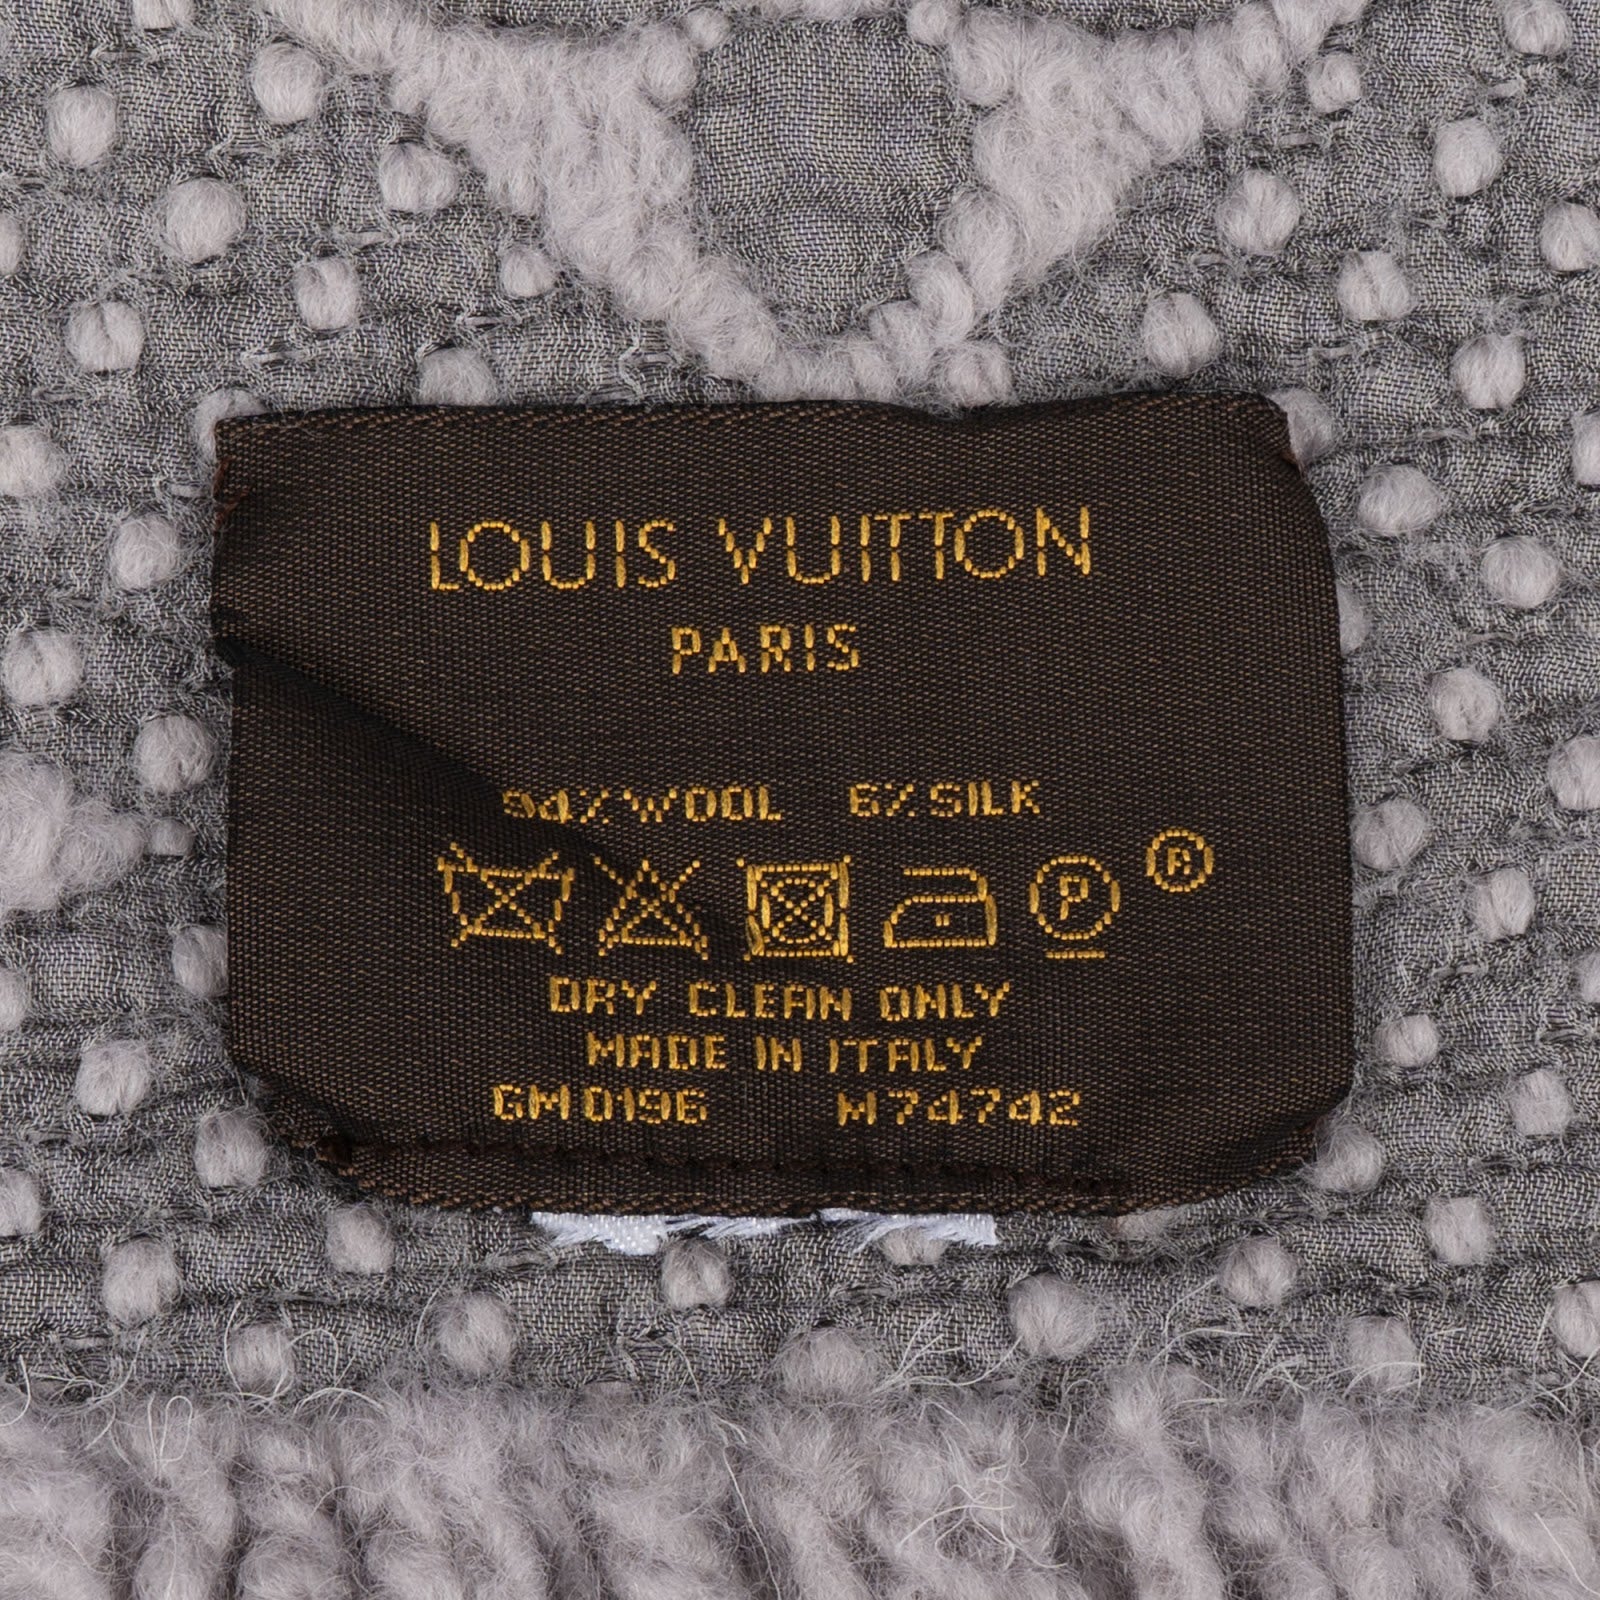 LOUIS VUITTON
PARIS
94% WOOL 6% SILK
P ®
DRY CLEAN ONLY
MADE IN ITALY
GM0196 M74742